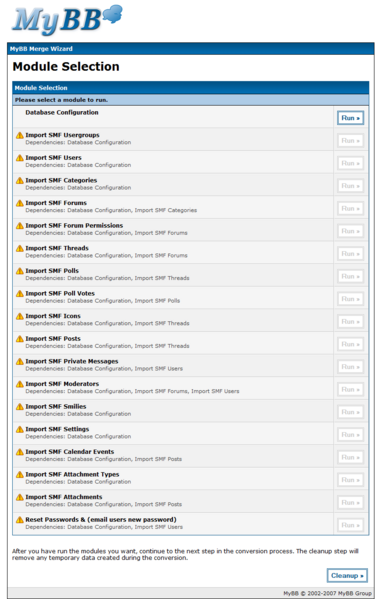 MyBB
MyBB Merge Wizard
Module Selection
Module Selection
Please select a module to run.
Database Configuration
Run »
Import SMF Usergroups
Dependencies: Database Configuration
Run »
Import SMF Users
Dependencies: Database Configuration
Run »
Import SMF Categories
Dependencies: Database Configuration
Run »
Import SMF Forums
Dependencies: Database Configuration, Import SMF Categories
Run »
Import SMF Forum Permissions
Dependencies: Database Configuration, Import SMF Forums
Run »
Import SMF Threads
Dependencies: Database Configuration, Import SMF Forums
Run »
Import SMF Polls
Dependencies: Database Configuration, Import SMF Threads
Run »
Import SMF Poll Votes
Dependencies: Database Configuration, Import SMF Polls
Run »
Import SMF Icons
Dependencies: Database Configuration, Import SMF Threads
Run »
Import SMF Posts
Dependencies: Database Configuration, Import SMF Threads
Run »
Import SMF Private Messages
Dependencies: Database Configuration, Import SMF Users
Run »
Import SMF Moderators
Dependencies: Database Configuration, Import SMF Forums, Import SMF Users
Run »
Import SMF Smilies
Dependencies: Database Configuration
Run »
Import SMF Settings
Dependencies: Database Configuration
Run »
Import SMF Calendar Events
Dependencies: Database Configuration, Import SMF Posts
Run »
Import SMF Attachment Types
Dependencies: Database Configuration
Run »
Import SMF Attachments
Dependencies: Database Configuration, Import SMF Posts
Run »
Reset Passwords & (email users new password)
Dependencies: Database Configuration, Import SMF Users
Run »
After you have run the modules you want, continue to the next step in the conversion process. The cleanup step will
remove any temporary data created during the conversion.
Cleanup »
MyBB © 2002-2007 MyBB Group